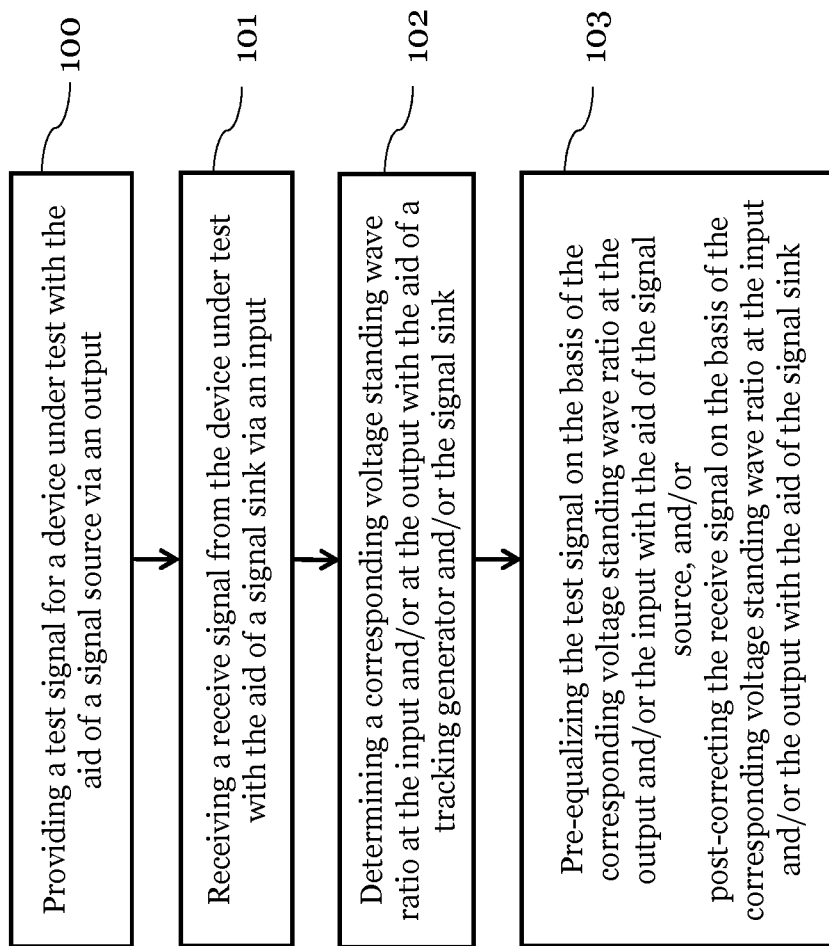 Providing a test signal for a device under test with the
aid of a signal source via an output
100
Receiving a receive signal from the device under test
with the aid of a signal sink via an input
101
Determining a corresponding voltage standing wave
ratio at the input and/or at the output with the aid of a
tracking generator and/or the signal sink
102
Pre-equalizing the test signal on the basis of the
corresponding voltage standing wave ratio at the
output and/or the input with the aid of the signal
source, and/or
post-correcting the receive signal on the basis of the
corresponding voltage standing wave ratio at the input
and/or the output with the aid of the signal sink
103